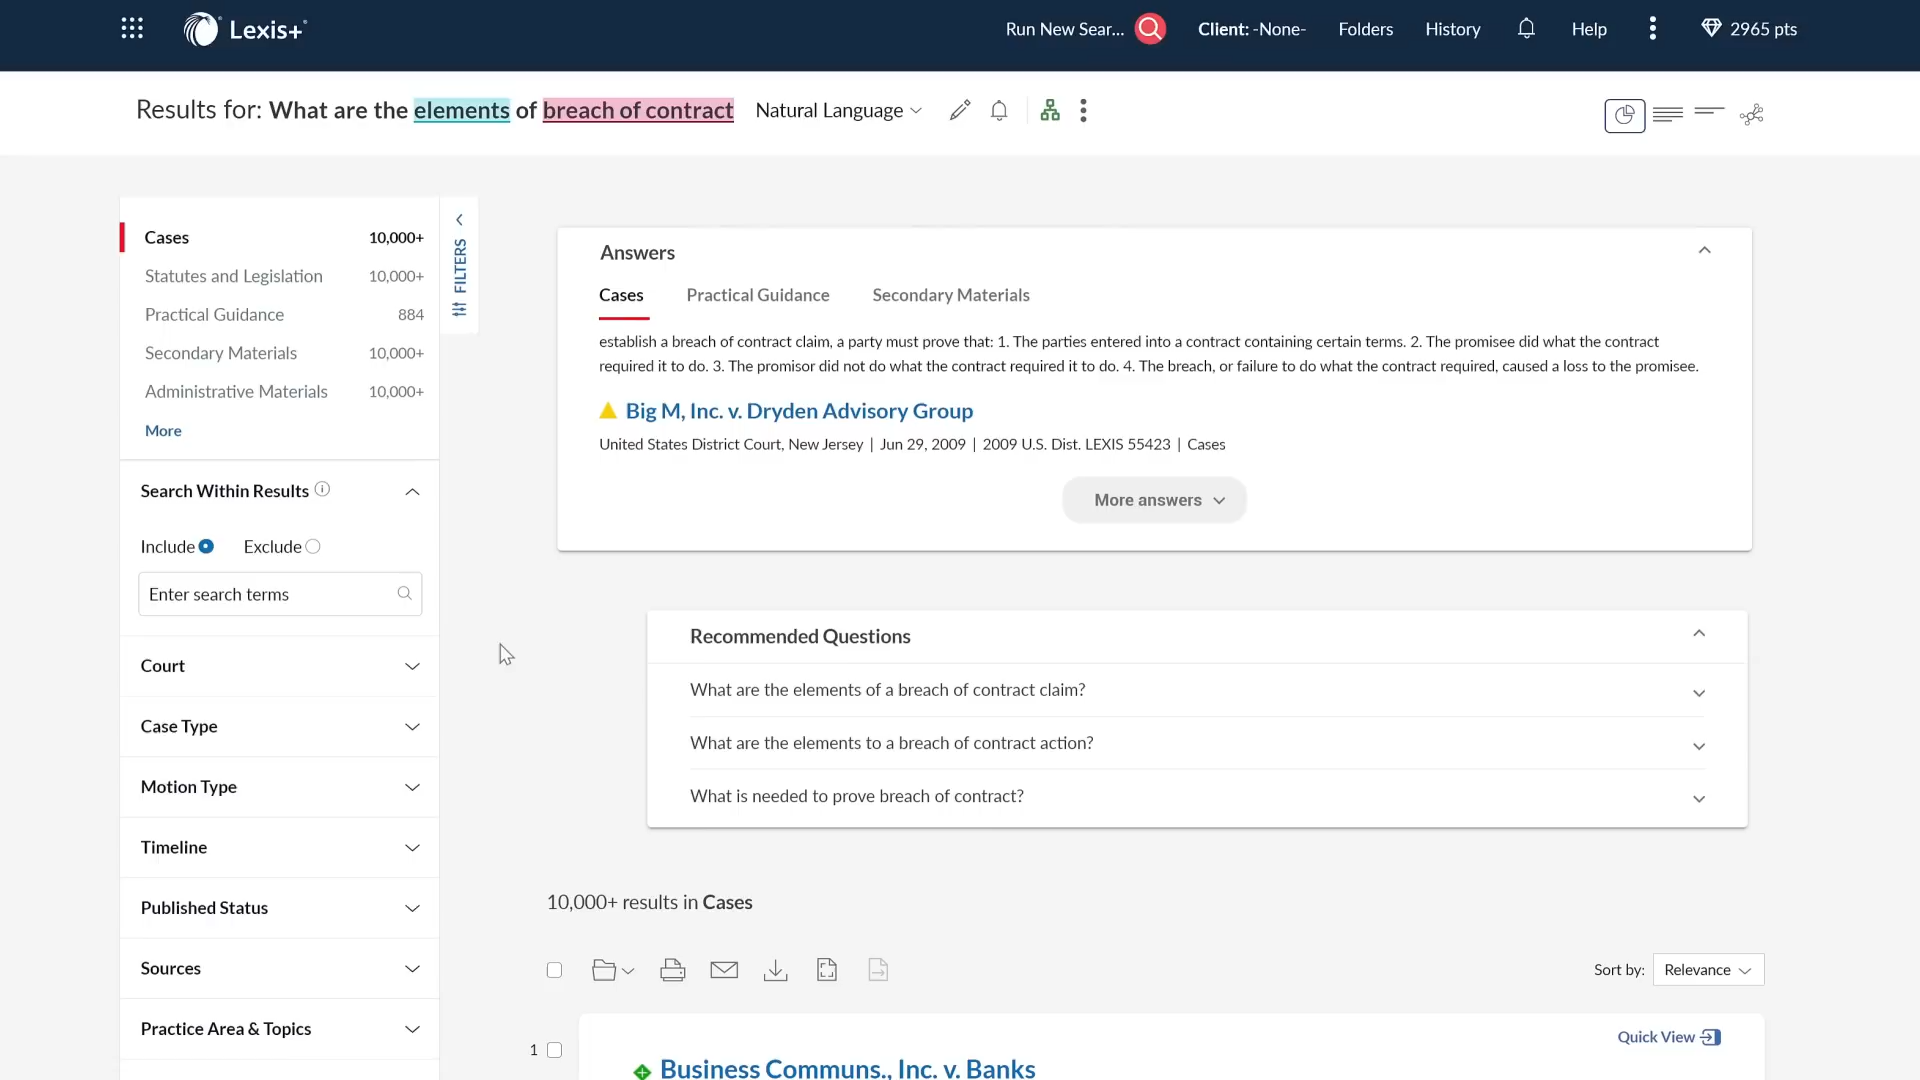 Lexis+
Run New Sear...
Client: -None-
Folders
History
Help
2965 pts
Results for: What are the elements of breach of contract
Natural Language
Cases 10,000+
Statutes and Legislation 10,000+
Practical Guidance 884
Secondary Materials 10,000+
Administrative Materials 10,000+
More
FILTERS
Search Within Results
Include
Exclude
Enter search terms
Court
Case Type
Motion Type
Timeline
Published Status
Sources
Practice Area & Topics
Answers
Cases
Practical Guidance
Secondary Materials
establish a breach of contract claim, a party must prove that: 1. The parties entered into a contract containing certain terms. 2. The promisee did what the contract
required it to do. 3. The promisor did not do what the contract required it to do. 4. The breach, or failure to do what the contract required, caused a loss to the promisee.
Big M, Inc. v. Dryden Advisory Group
United States District Court, New Jersey | Jun 29, 2009 | 2009 U.S. Dist. LEXIS 55423 | Cases
More answers
Recommended Questions
What are the elements of a breach of contract claim?
What are the elements to a breach of contract action?
What is needed to prove breach of contract?
10,000+ results in Cases
Sort by: Relevance
Quick View
1
Business Communs., Inc. v. Banks